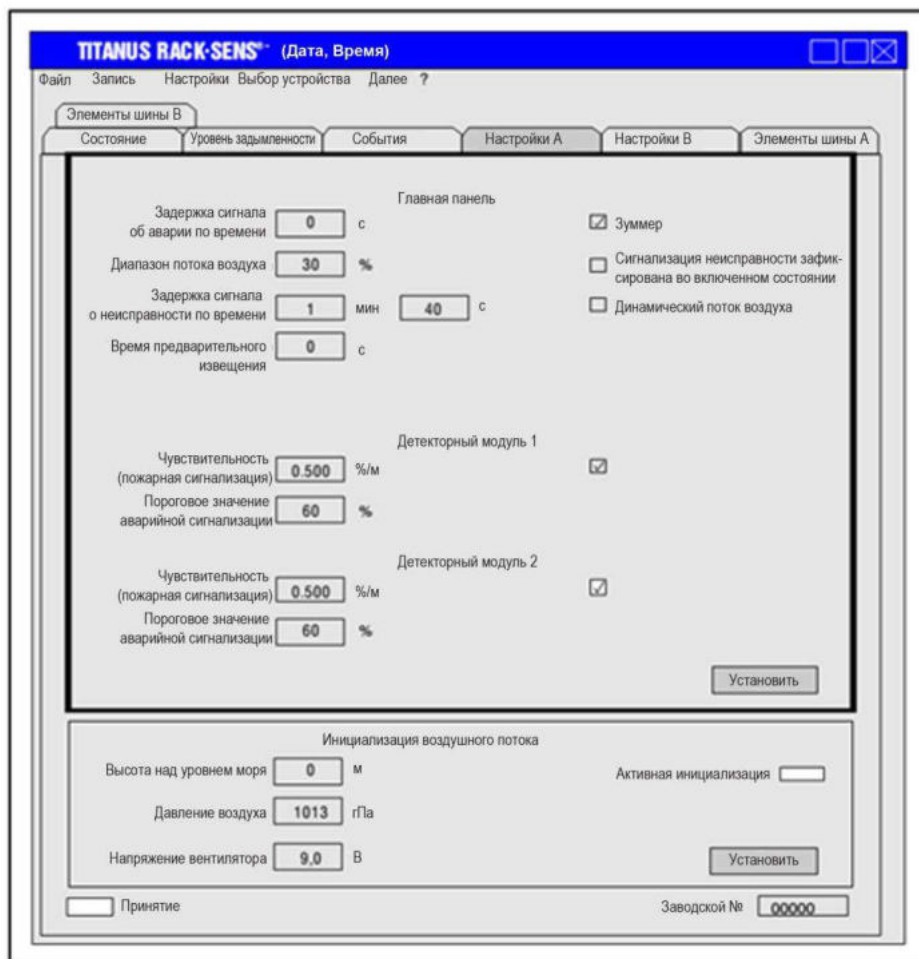 TITANUS RACK·SENS®- (Дата, Время)
Файл Запись Настройки Выбор устройства Далее ?
Элементы шины B
Состояние Уровень задымленности События Настройки A Настройки B Элементы шины A
Главная панель
Задержка сигнала
об аварии по времени 0 с
Зуммер
Диапазон потока воздуха 30 %
Сигнализация неисправности зафик-
сирована во включенном состоянии
Задержка сигнала
о неисправности по времени 1 мин 40 с
Динамический поток воздуха
Время предварительного
извещения 0 с
Детекторный модуль 1
Чувствительность
(пожарная сигнализация) 0.500 %/м
Пороговое значение
аварийной сигнализации 60 %
Детекторный модуль 2
Чувствительность
(пожарная сигнализация) 0.500 %/м
Пороговое значение
аварийной сигнализации 60 %
Установить
Инициализация воздушного потока
Высота над уровнем моря 0 м
Активная инициализация
Давление воздуха 1013 гПа
Напряжение вентилятора 9,0 В
Установить
Принятие
Заводской № 00000